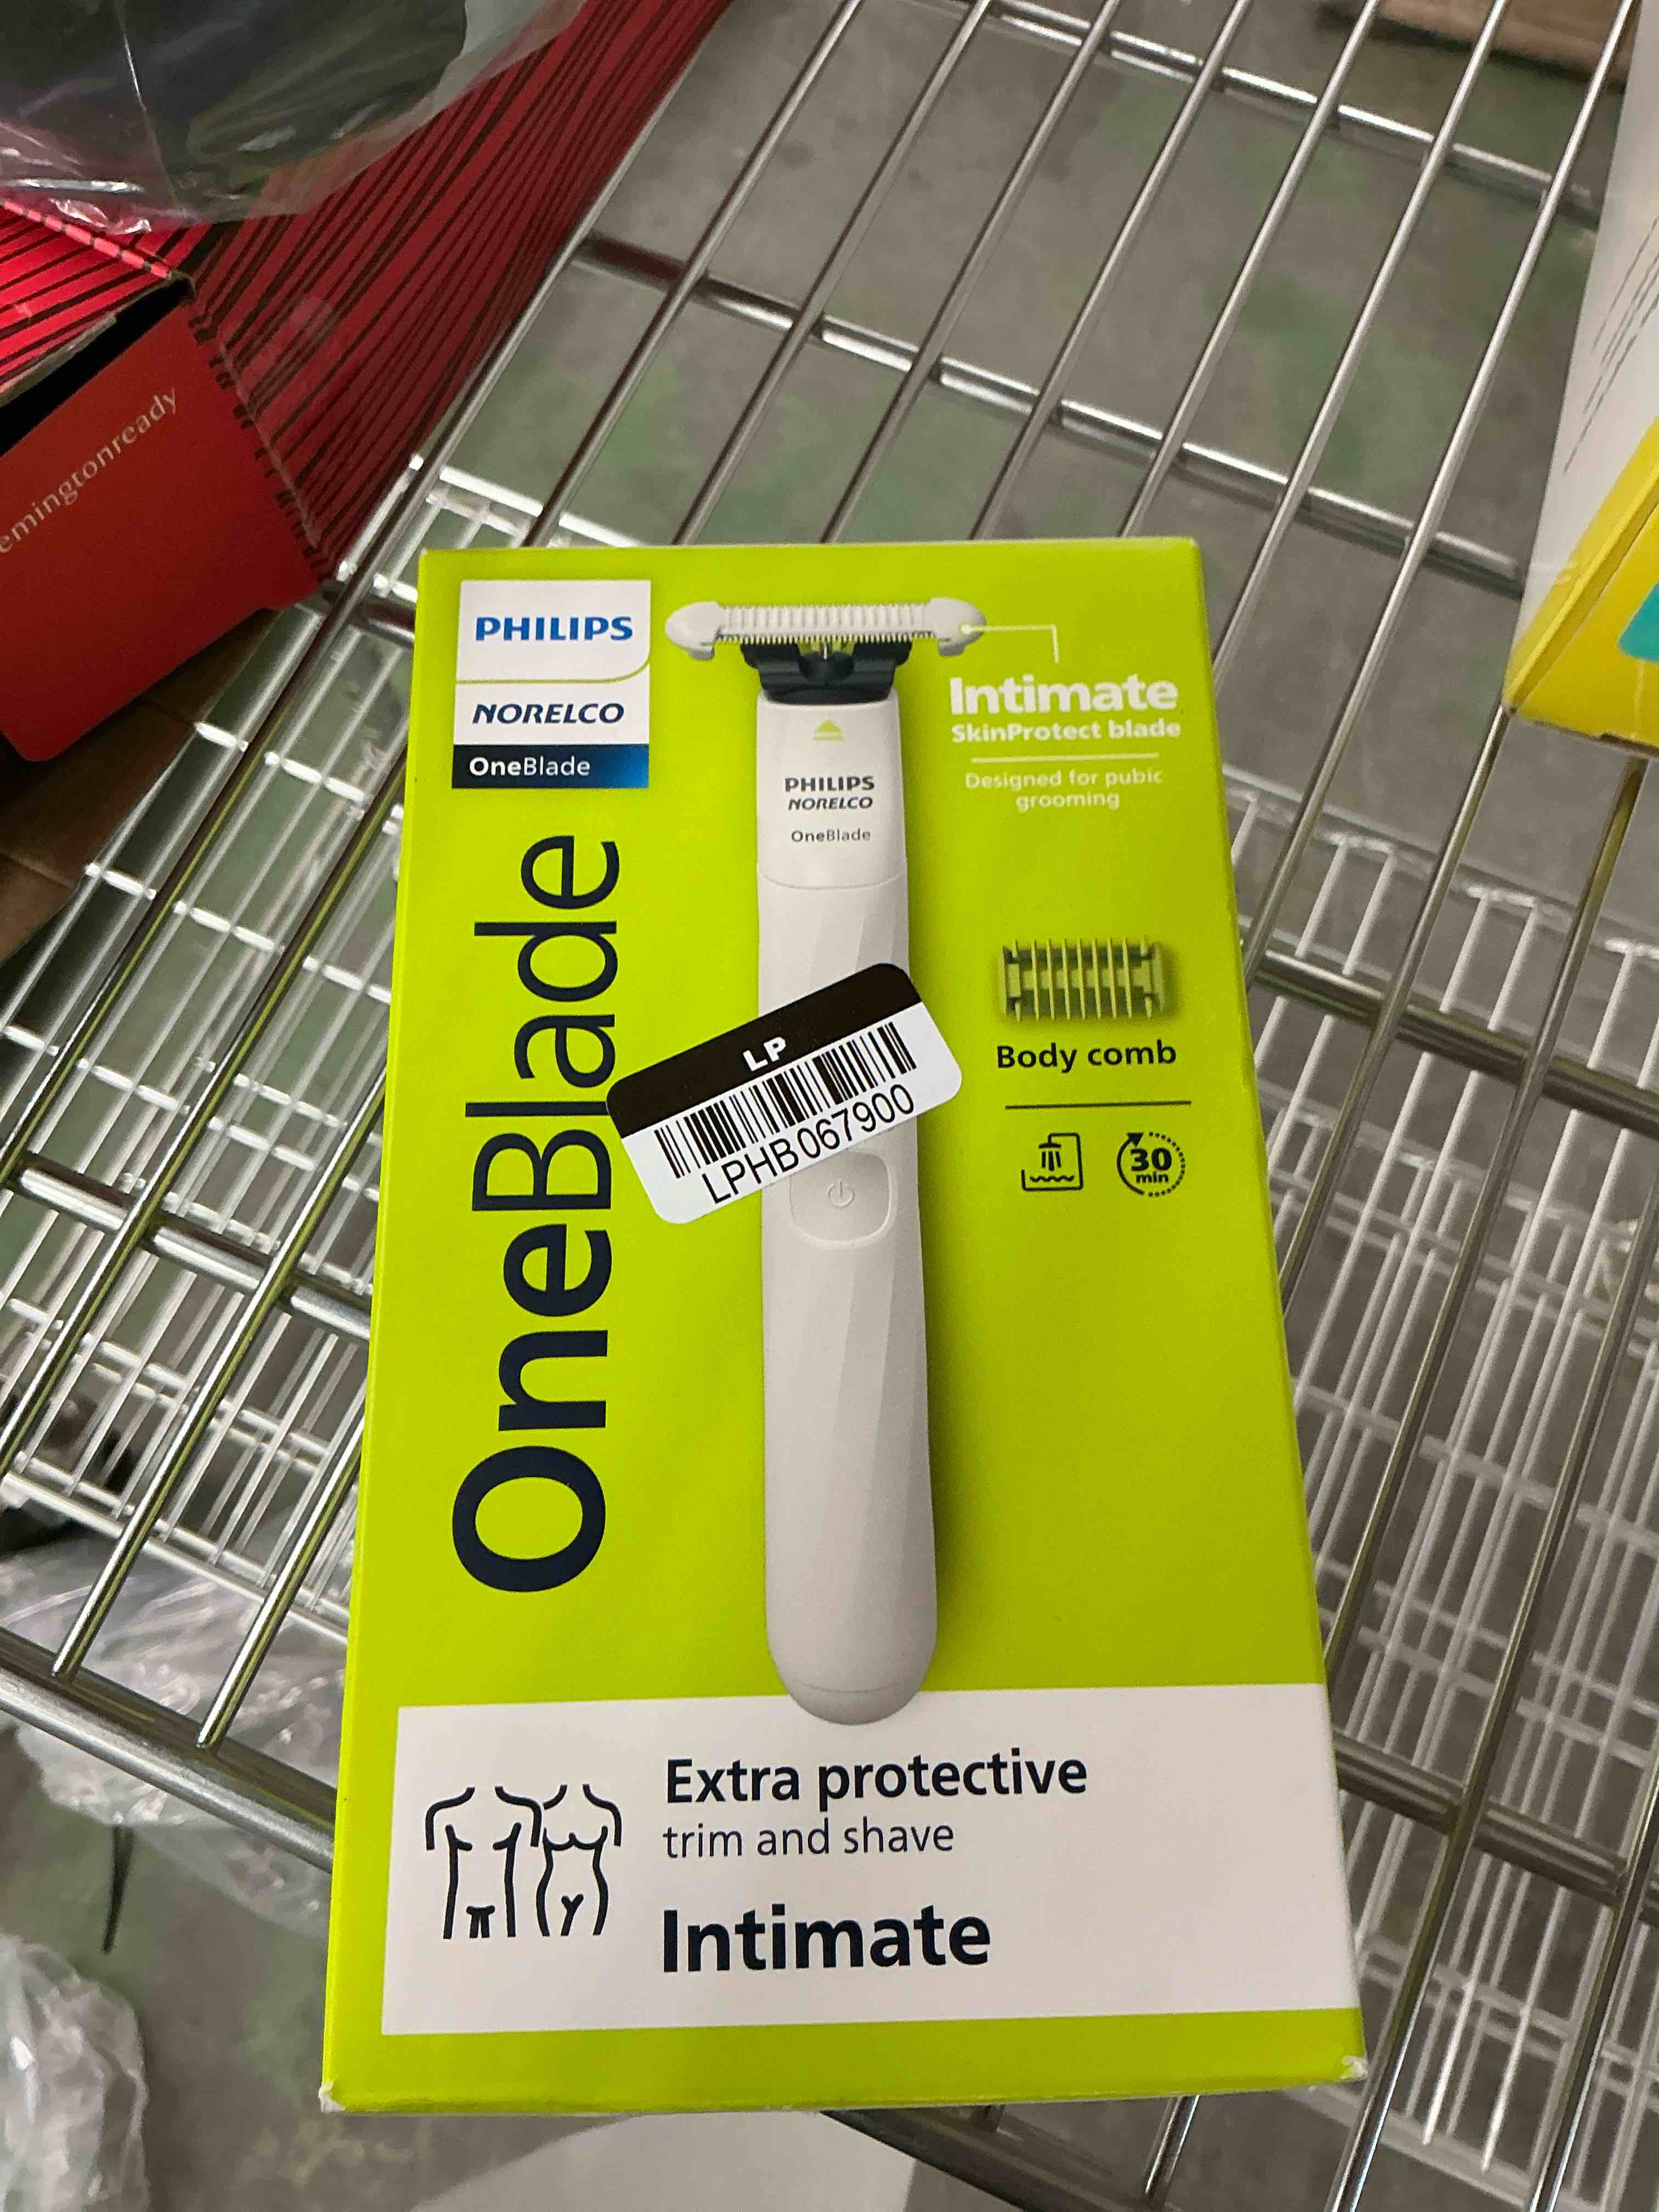 emingtonready
PHILIPS
NORELCO
OneBlade
OneBlade
PHILIPS
NORELCO
OneBlade
Intimate
SkinProtect blade
Designed for pubic
grooming
Body comb
30
min
LP
LPHB067900
Extra protective
trim and shave
Intimate